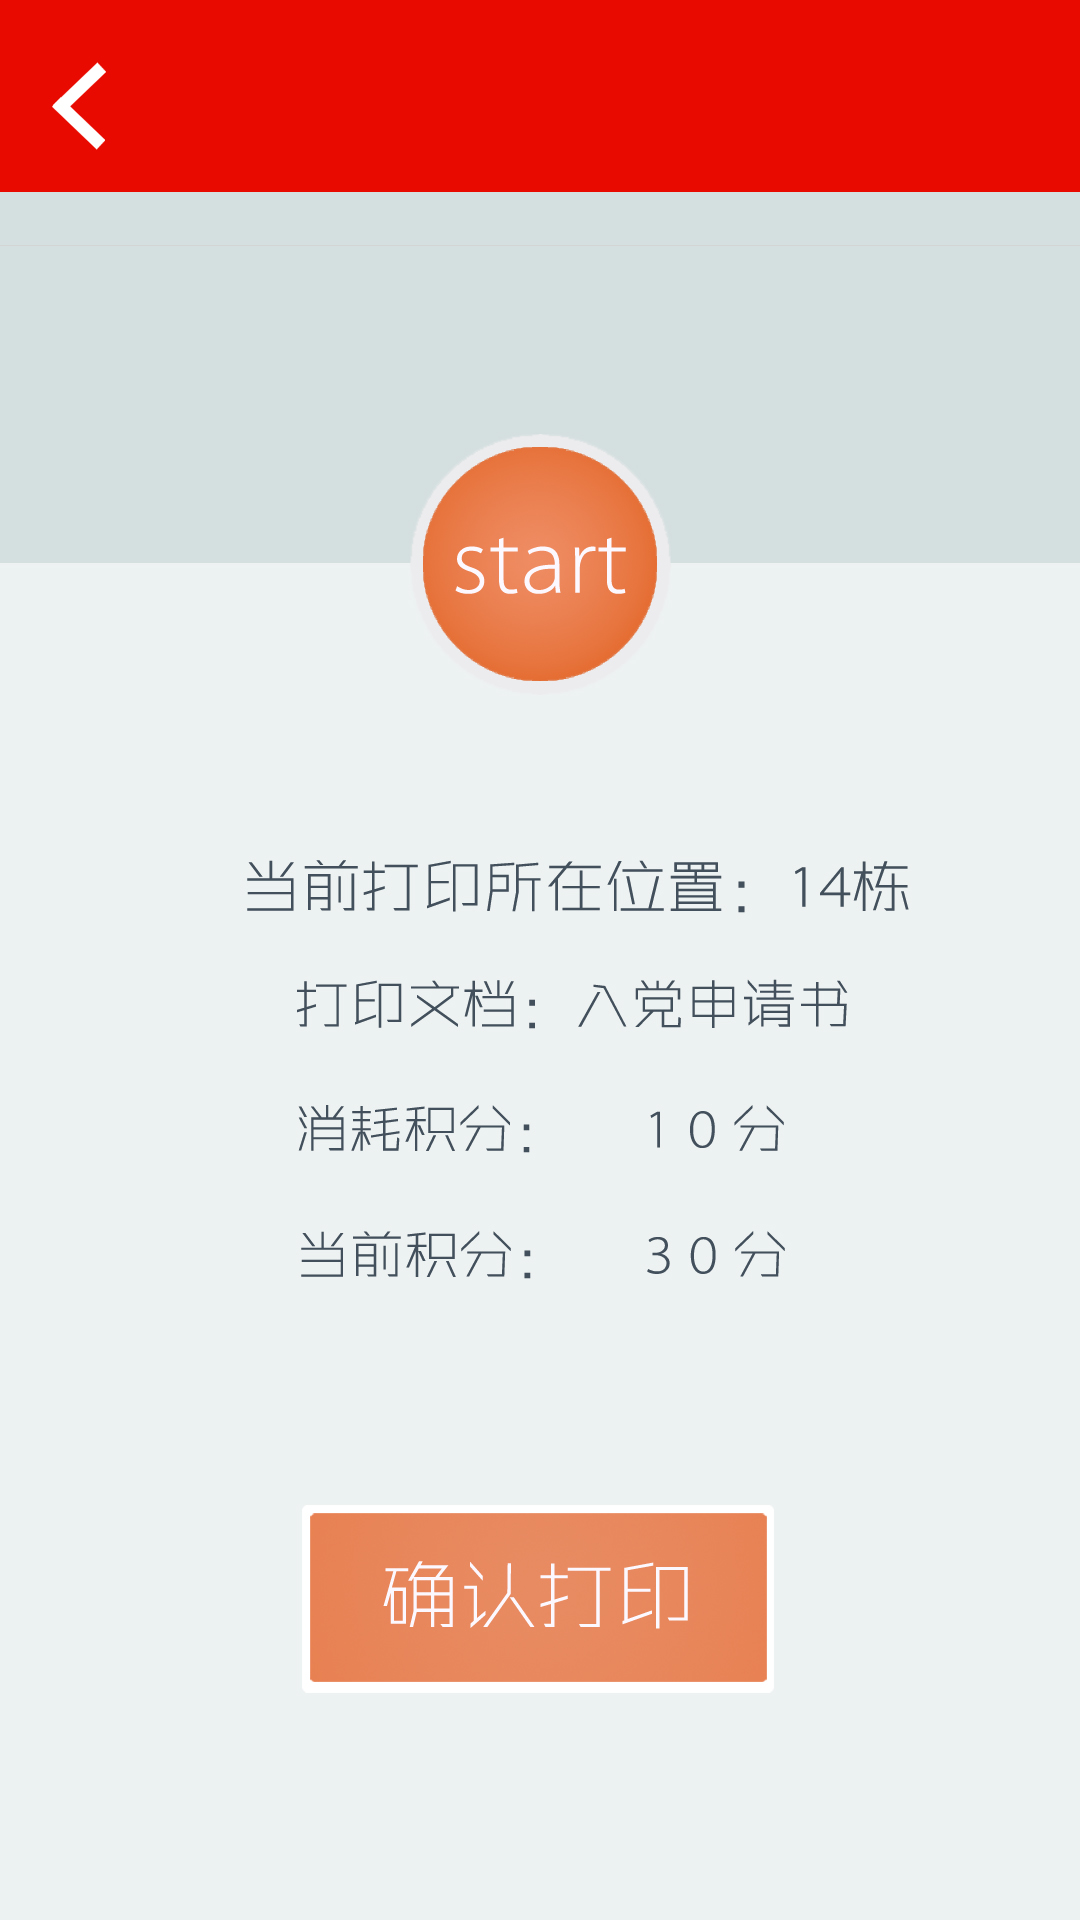 start
当前打印所在位置：14栋
打印文档：入党申请书
消耗积分： 10分
当前积分： 30分
确认打印